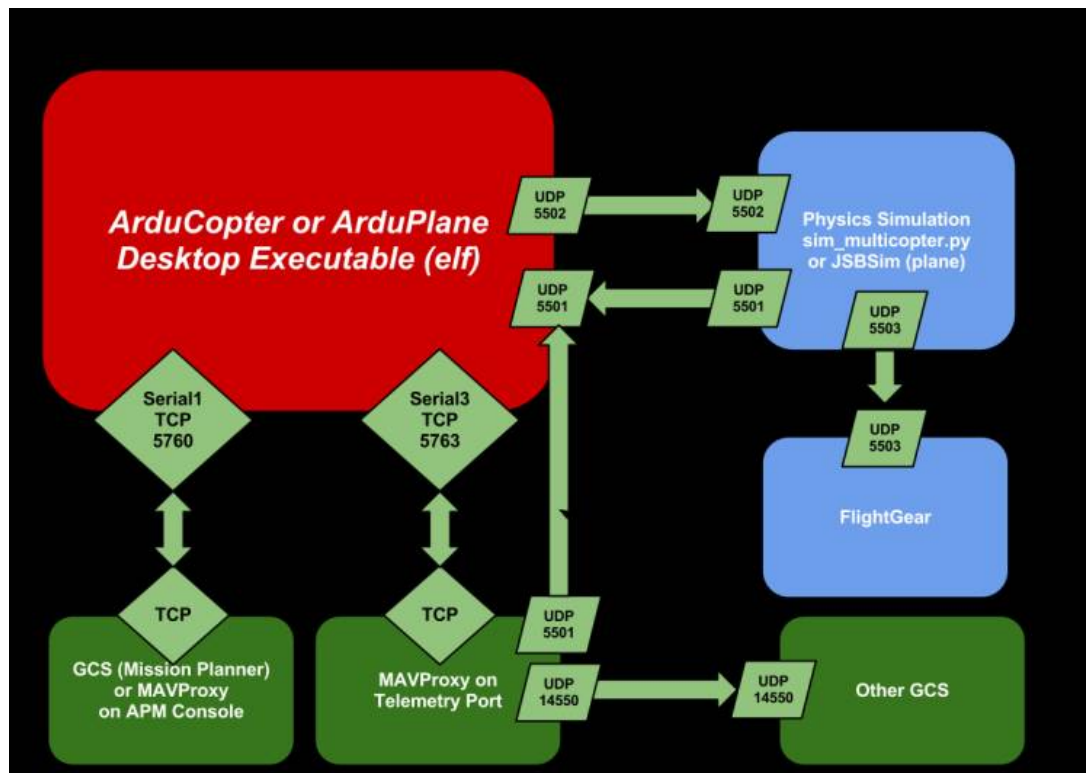 ArduCopter or ArduPlane
Desktop Executable (elf)
UDP
5502
UDP
5502
Physics Simulation
sim_multicopter.py
or JSBSim (plane)
UDP
5501
UDP
5501
UDP
5503
Serial1
TCP
5760
Serial3
TCP
5763
UDP
5503
FlightGear
TCP
TCP
UDP
5501
GCS (Mission Planner)
or MAVProxy
on APM Console
MAVProxy on
Telemetry Port
UDP
14550
UDP
14550
Other GCS